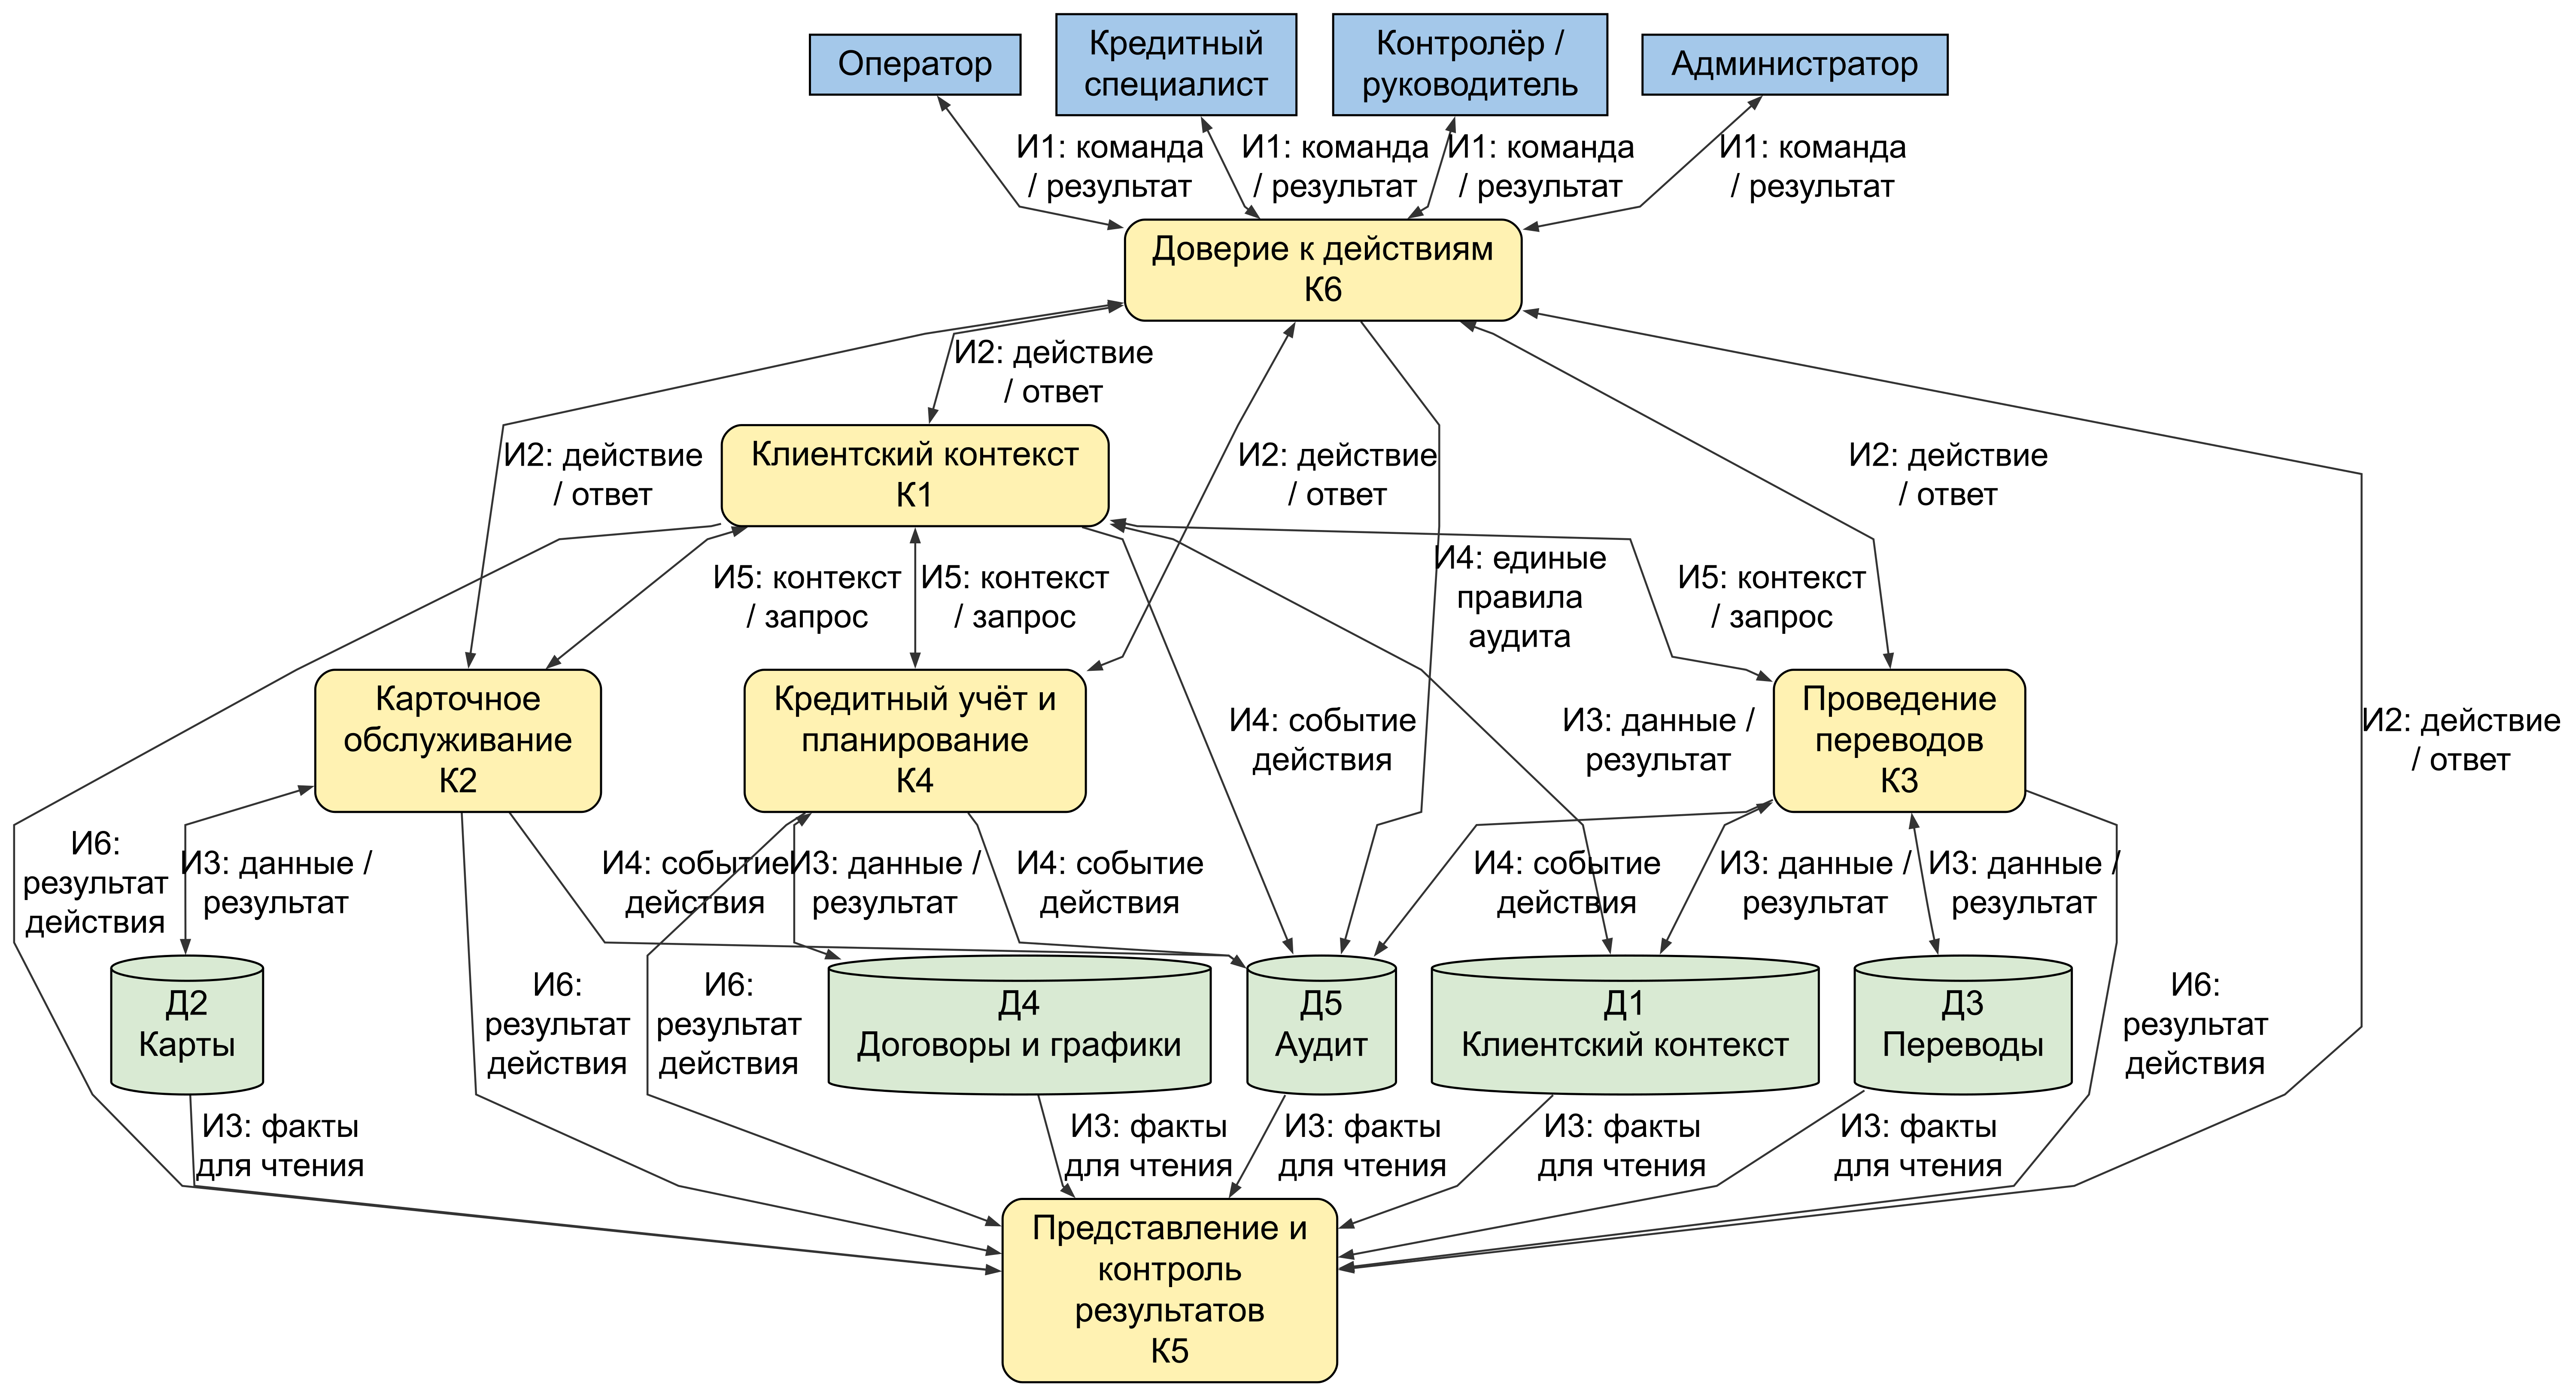 Оператор
Кредитный
специалист
Контролёр /
руководитель
Администратор
И1: команда
/ результат
И1: команда
/ результат
И1: команда
/ результат
И1: команда
/ результат
Доверие к действиям
К6
И2: действие
/ ответ
Клиентский контекст
К1
И2: действие
/ ответ
И2: действие
/ ответ
И2: действие
/ ответ
И5: контекст
/ запрос
И5: контекст
/ запрос
И4: единые
правила
аудита
И5: контекст
/ запрос
Карточное
обслуживание
К2
Кредитный учёт и
планирование
К4
И4: событие
действия
И3: данные /
результат
Проведение
переводов
К3
И2: действие
/ ответ
И6:
результат
действия
И3: данные /
результат
И4: событие
действия
И3: данные /
результат
И4: событие
действия
И4: событие
действия
И3: данные /
результат
И3: данные /
результат
Д2
Карты
И6:
результат
действия
И6:
результат
действия
Д4
Договоры и графики
Д5
Аудит
Д1
Клиентский контекст
Д3
Переводы
И6:
результат
действия
И3: факты
для чтения
И3: факты
для чтения
И3: факты
для чтения
И3: факты
для чтения
И3: факты
для чтения
Представление и
контроль
результатов
К5